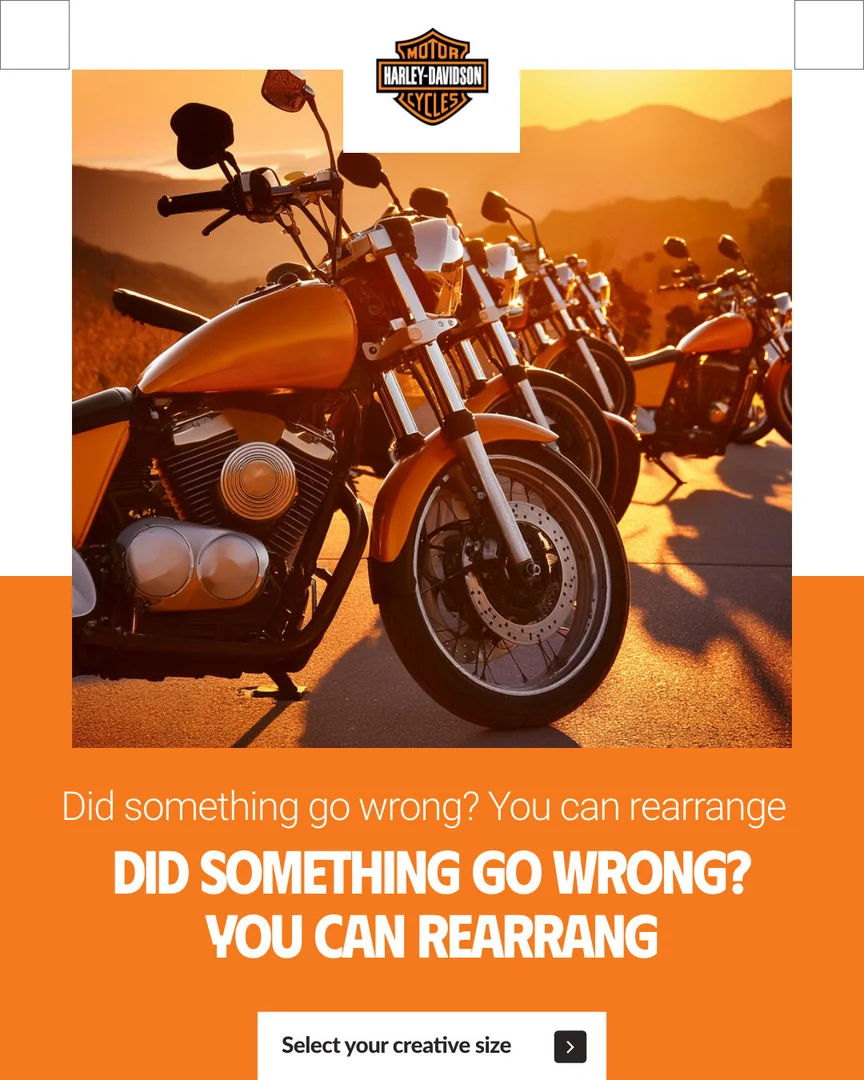 MOTOR
HARLEY-DAVIDSON
CYCLES
Did something go wrong? You can rearrange
DID SOMETHING GO WRONG?
YOU CAN REARRANG
Select your creative size